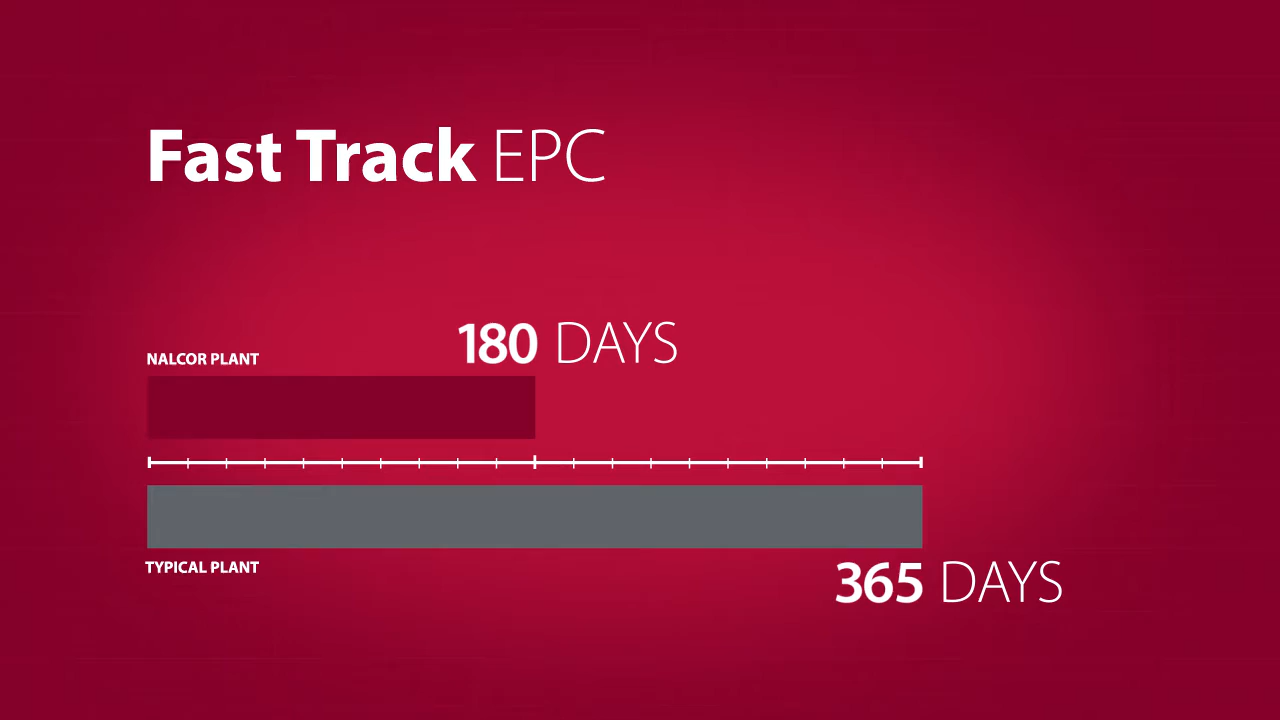 Fast Track EPC
180 DAYS
NALCOR PLANT
TYPICAL PLANT
365 DAYS